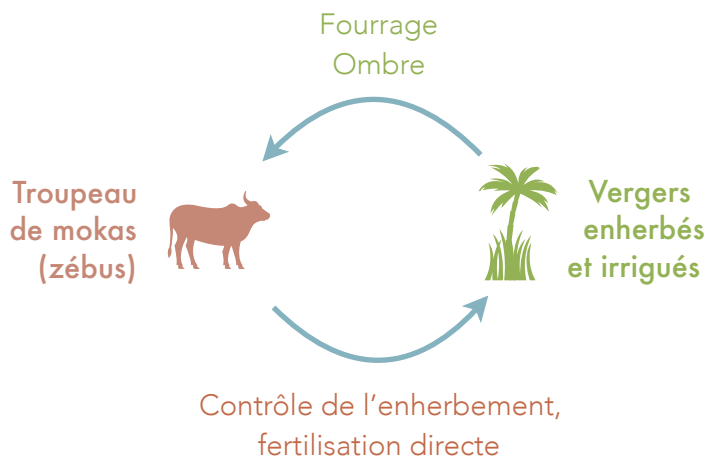 Fourrage
Ombre
Troupeau
de mokas
(zébus)
Vergers
enherbés
et irrigués
Contrôle de l'enherbement,
fertilisation directe